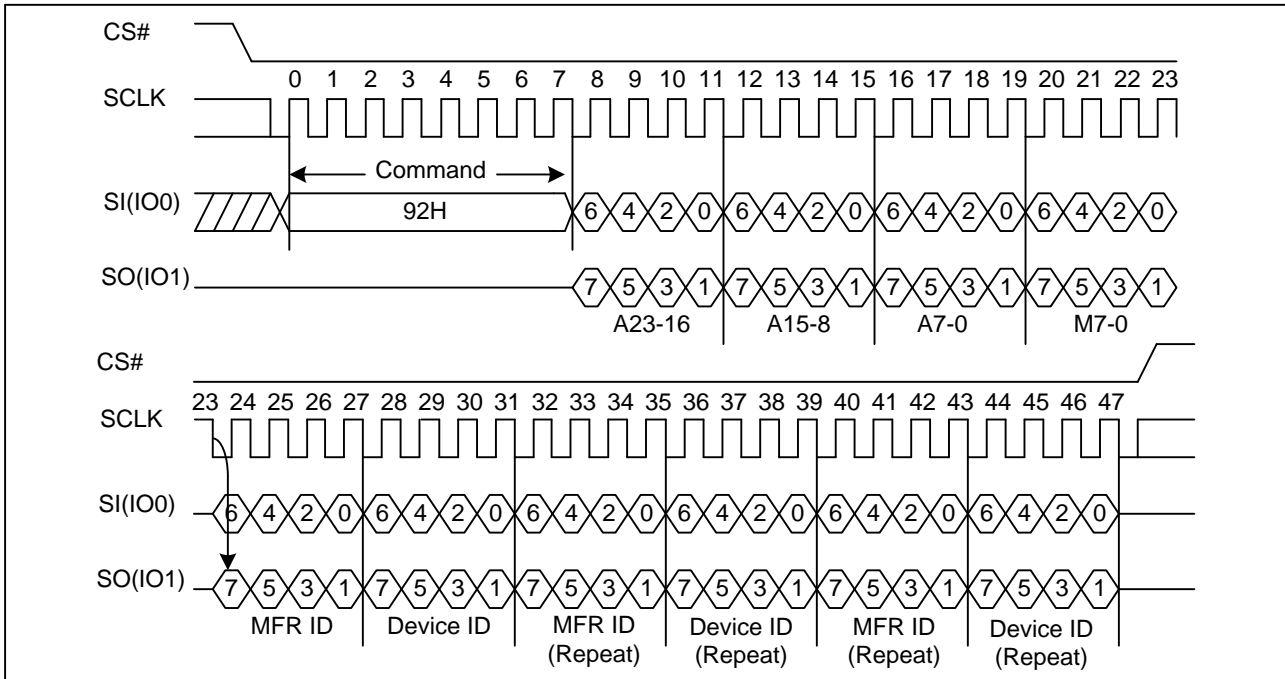 CS#
0 1 2 3 4 5 6 7 8 9 10 11 12 13 14 15 16 17 18 19 20 21 22 23
SCLK
Command
SI(IO0) 92H 6 4 2 0 6 4 2 0 6 4 2 0 6 4 2 0
SO(IO1) 7 5 3 1 7 5 3 1 7 5 3 1 7 5 3 1
A23-16 A15-8 A7-0 M7-0
CS#
23 24 25 26 27 28 29 30 31 32 33 34 35 36 37 38 39 40 41 42 43 44 45 46 47
SCLK
SI(IO0) 6 4 2 0 6 4 2 0 6 4 2 0 6 4 2 0 6 4 2 0 6 4 2 0
SO(IO1) 7 5 3 1 7 5 3 1 7 5 3 1 7 5 3 1 7 5 3 1 7 5 3 1
MFR ID Device ID MFR ID Device ID MFR ID Device ID
(Repeat) (Repeat) (Repeat) (Repeat)